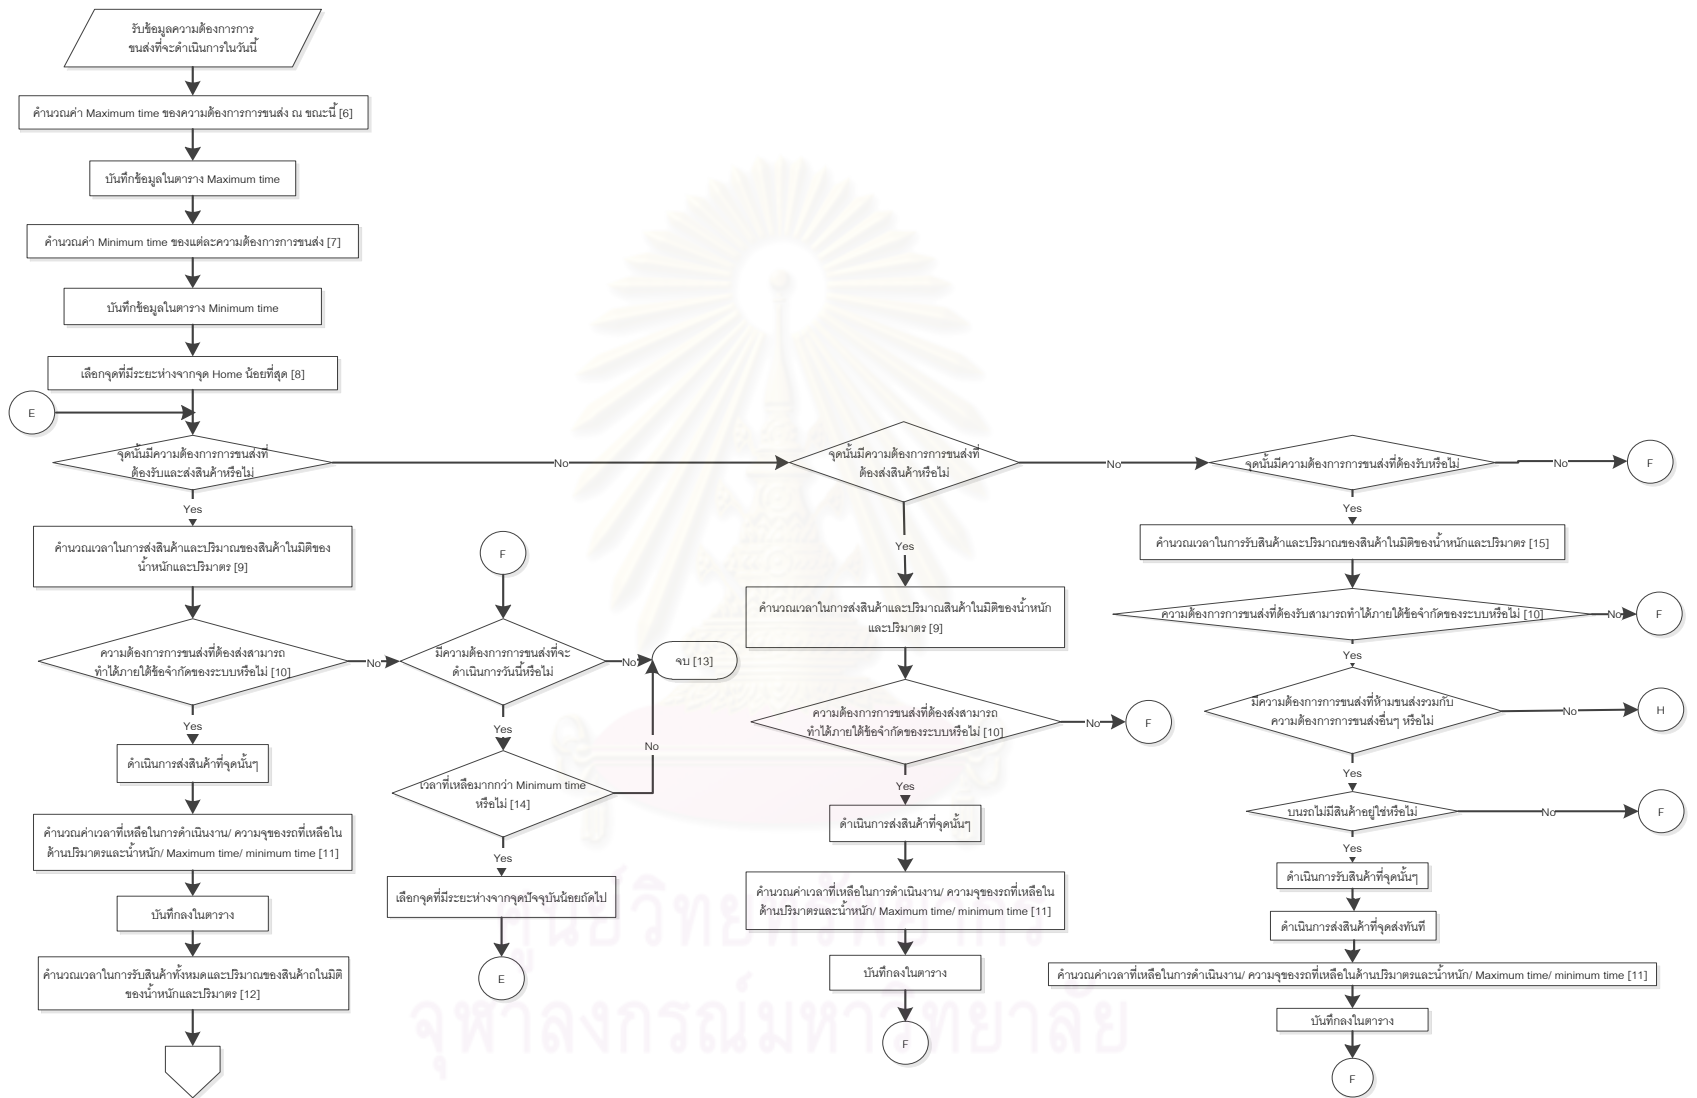 รับข้อมูลความต้องการการ
ขนส่งที่จะดำเนินการในวันนี้
คำนวณค่า Maximum time ของความต้องการการขนส่ง ณ ขณะนี้ [6]
บันทึกข้อมูลในตาราง Maximum time
คำนวณค่า Minimum time ของแต่ละความต้องการการขนส่ง [7]
บันทึกข้อมูลในตาราง Minimum time
เลือกจุดที่มีระยะห่างจากจุด Home น้อยที่สุด [8]
E
จุดนั้นมีความต้องการการขนส่งที่
ต้องรับและส่งสินค้าหรือไม่
No
Yes
คำนวณเวลาในการส่งสินค้าและปริมาณของสินค้าในมิติของ
น้ำหนักและปริมาตร [9]
ความต้องการการขนส่งที่ต้องส่งสามารถ
ทำได้ภายใต้ข้อจำกัดของระบบหรือไม่ [10]
No
Yes
ดำเนินการส่งสินค้าที่จุดนั้นๆ
คำนวณค่าเวลาที่เหลือในการดำเนินงาน/ ความจุของรถที่เหลือใน
ด้านปริมาตรและน้ำหนัก/ Maximum time/ minimum time [11]
บันทึกลงในตาราง
คำนวณเวลาในการรับสินค้าทั้งหมดและปริมาณของสินค้าถในมิติ
ของน้ำหนักและปริมาตร [12]
F
มีความต้องการการขนส่งที่จะ
ดำเนินการวันนี้หรือไม่
No
จบ [13]
Yes
No
เวลาที่เหลือมากกว่า Minimum time
หรือไม่ [14]
Yes
เลือกจุดที่มีระยะห่างจากจุดปัจจุบันน้อยถัดไป
E
จุดนั้นมีความต้องการการขนส่งที่
ต้องส่งสินค้าหรือไม่
No
Yes
คำนวณเวลาในการส่งสินค้าและปริมาณสินค้าในมิติของน้ำหนัก
และปริมาตร [9]
ความต้องการการขนส่งที่ต้องส่งสามารถ
ทำได้ภายใต้ข้อจำกัดของระบบหรือไม่ [10]
No
F
Yes
ดำเนินการส่งสินค้าที่จุดนั้นๆ
คำนวณค่าเวลาที่เหลือในการดำเนินงาน/ ความจุของรถที่เหลือใน
ด้านปริมาตรและน้ำหนัก/ Maximum time/ minimum time [11]
บันทึกลงในตาราง
F
จุดนั้นมีความต้องการการขนส่งที่ต้องรับหรือไม่
No
F
Yes
คำนวณเวลาในการรับสินค้าและปริมาณของสินค้าในมิติของน้ำหนักและปริมาตร [15]
ความต้องการการขนส่งที่ต้องรับสามารถทำได้ภายใต้ข้อจำกัดของระบบหรือไม่ [10]
No
F
Yes
มีความต้องการการขนส่งที่ห้ามขนส่งรวมกับ
ความต้องการการขนส่งอื่นๆ หรือไม่
No
H
Yes
บนรถไม่มีสินค้าอยู่ใช่หรือไม่
No
F
Yes
ดำเนินการรับสินค้าที่จุดนั้นๆ
ดำเนินการส่งสินค้าที่จุดส่งทันที
คำนวณค่าเวลาที่เหลือในการดำเนินงาน/ ความจุของรถที่เหลือในด้านปริมาตรและน้ำหนัก/ Maximum time/ minimum time [11]
บันทึกลงในตาราง
F
ศูนย์วิทยทรัพยากร
จุฬาลงกรณ์มหาวิทยาลัย